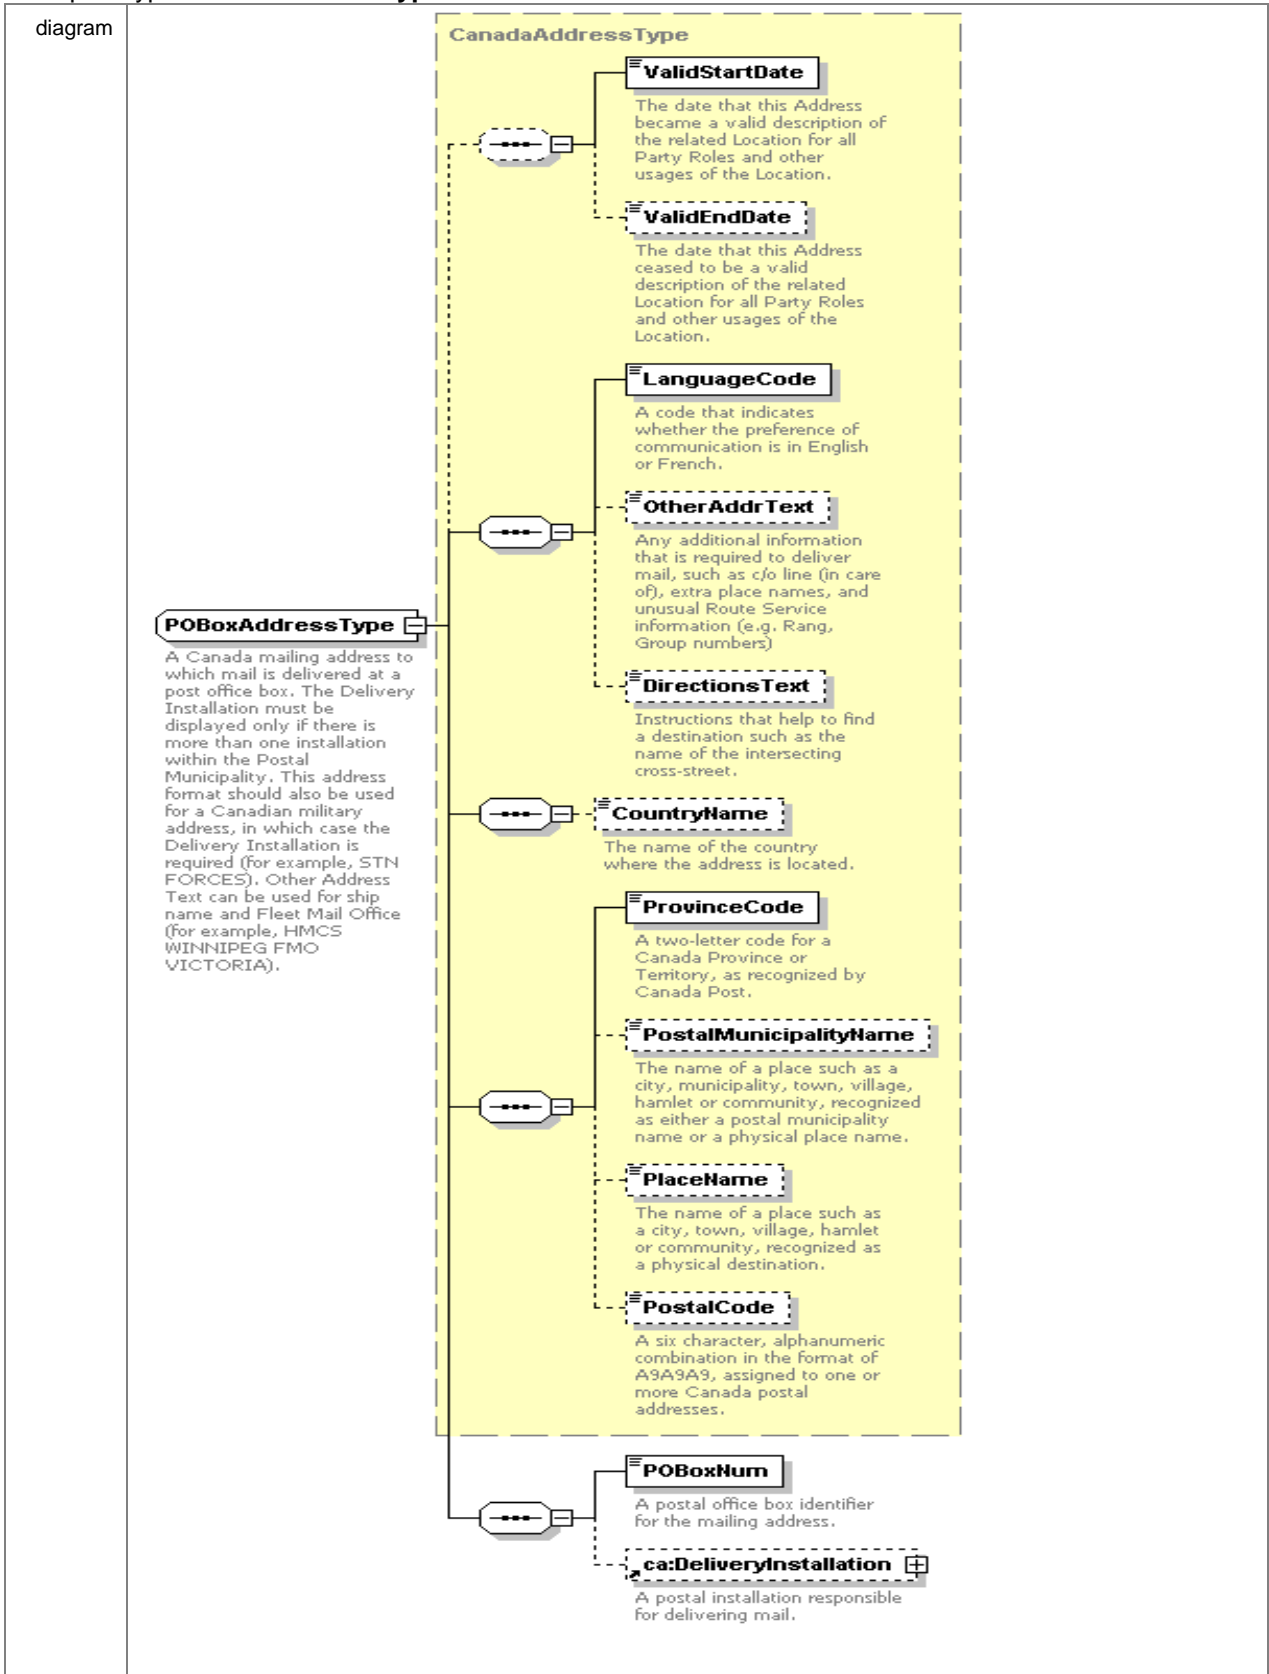 diagram
CanadaAddressType
ValidStartDate
The date that this Address
became a valid description of
the related Location for all
Party Roles and other
usages of the Location.
ValidEndDate
The date that this Address
ceased to be a valid
description of the related
Location for all Party Roles
and other usages of the
Location.
LanguageCode
A code that indicates
whether the preference of
communication is in English
or French.
OtherAddrText
Any additional information
that is required to deliver
mail, such as c/o line (in care
of), extra place names, and
unusual Route Service
information (e.g. Rang,
Group numbers)
DirectionsText
Instructions that help to find
a destination such as the
name of the intersecting
cross-street.
POBoxAddressType
A Canada mailing address to
which mail is delivered at a
post office box. The Delivery
Installation must be
displayed only if there is
more than one installation
within the Postal
Municipality. This address
format should also be used
for a Canadian military
address, in which case the
Delivery Installation is
required (for example, STN
FORCES). Other Address
Text can be used for ship
name and Fleet Mail Office
(for example, HMCS
WINNIPEG FMO
VICTORIA).
CountryName
The name of the country
where the address is located.
ProvinceCode
A two-letter code for a
Canada Province or
Territory, as recognized by
Canada Post.
PostalMunicipalityName
The name of a place such as a
city, municipality, town, village,
hamlet or community, recognized
as either a postal municipality
name or a physical place name.
PlaceName
The name of a place such as
a city, town, village, hamlet
or community, recognized as
a physical destination.
PostalCode
A six character, alphanumeric
combination in the format of
A9A9A9, assigned to one or
more Canada postal
addresses.
POBoxNum
A postal office box identifier
for the mailing address.
ca:DeliveryInstallation
A postal installation responsible
for delivering mail.